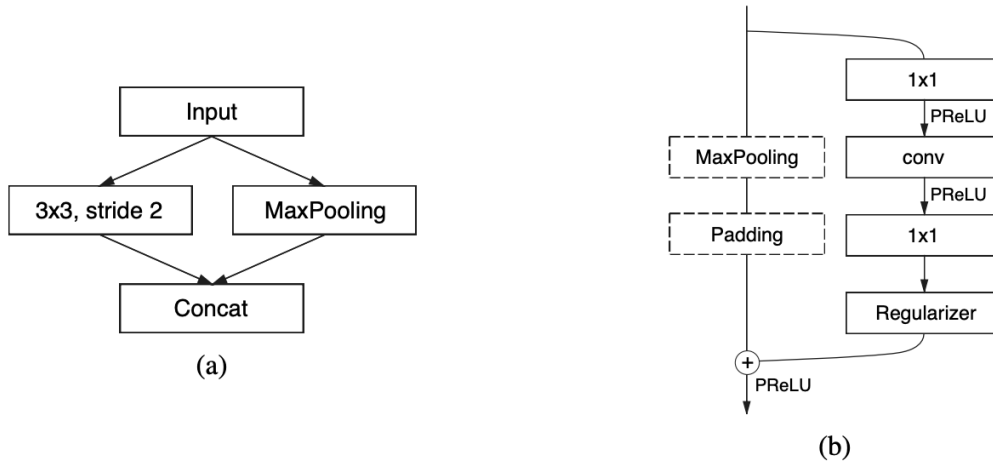 Input
3x3, stride 2
MaxPooling
Concat
(a)
1x1
PReLU
MaxPooling
conv
PReLU
Padding
1x1
Regularizer
+
PReLU
(b)